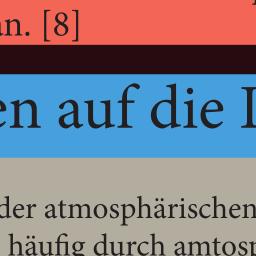 an. [8]
en auf die
der atmosphärischen
häufig durch amtosp